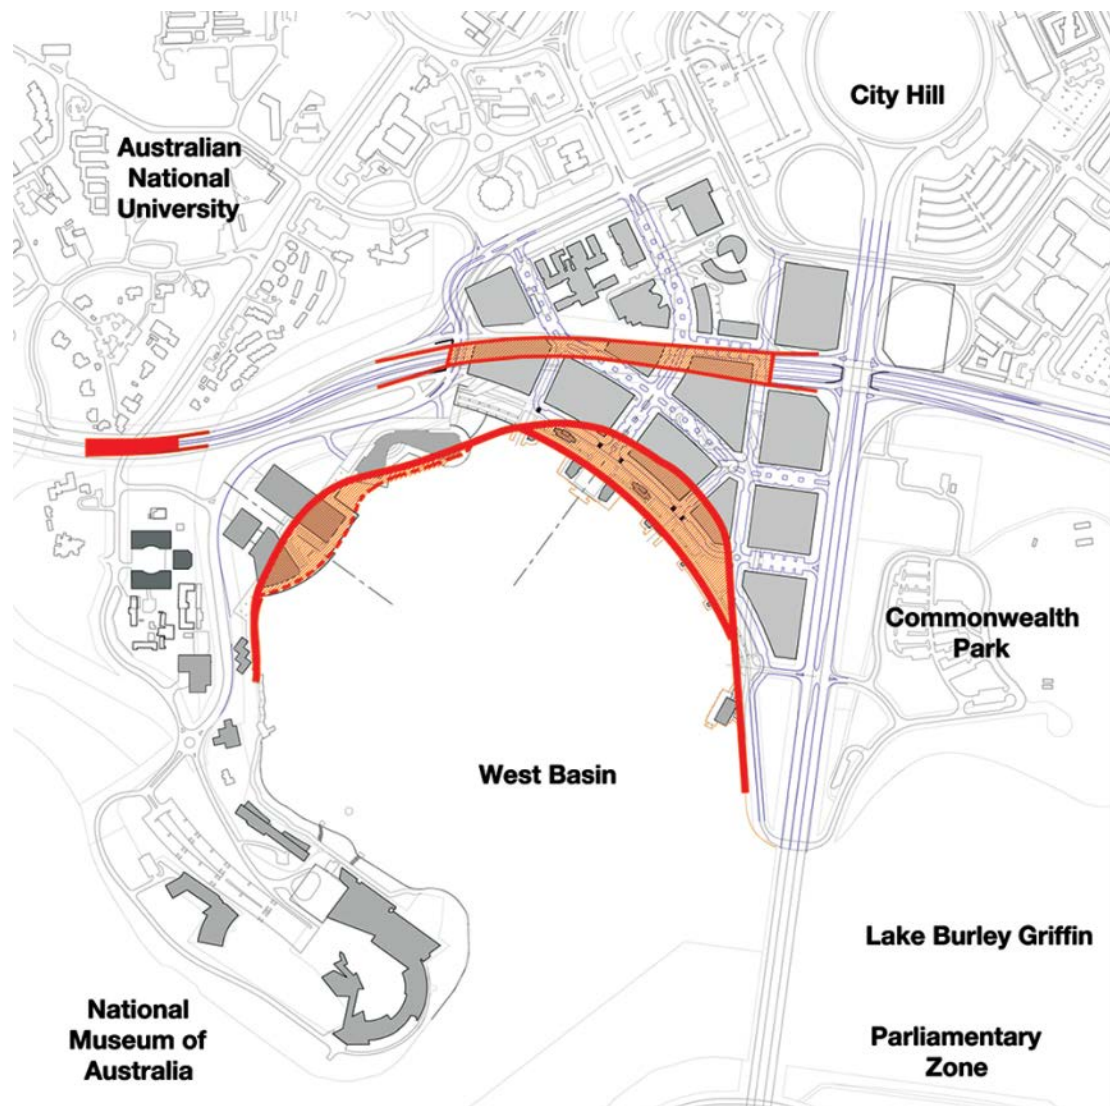 City Hill
Australian
National
University
Commonwealth
Park
West Basin
Lake Burley Griffin
National
Museum of
Australia
Parliamentary
Zone